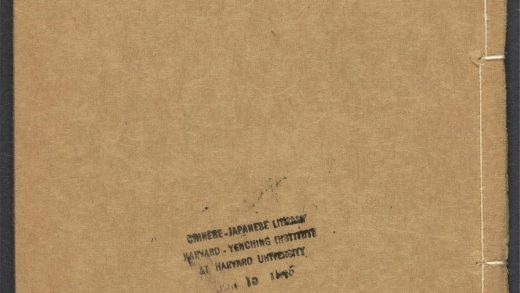 CHINESE-JAPANESE LIBRARY
HARVARD-YENCHING INSTITUTE
AT HARVARD UNIVERSITY